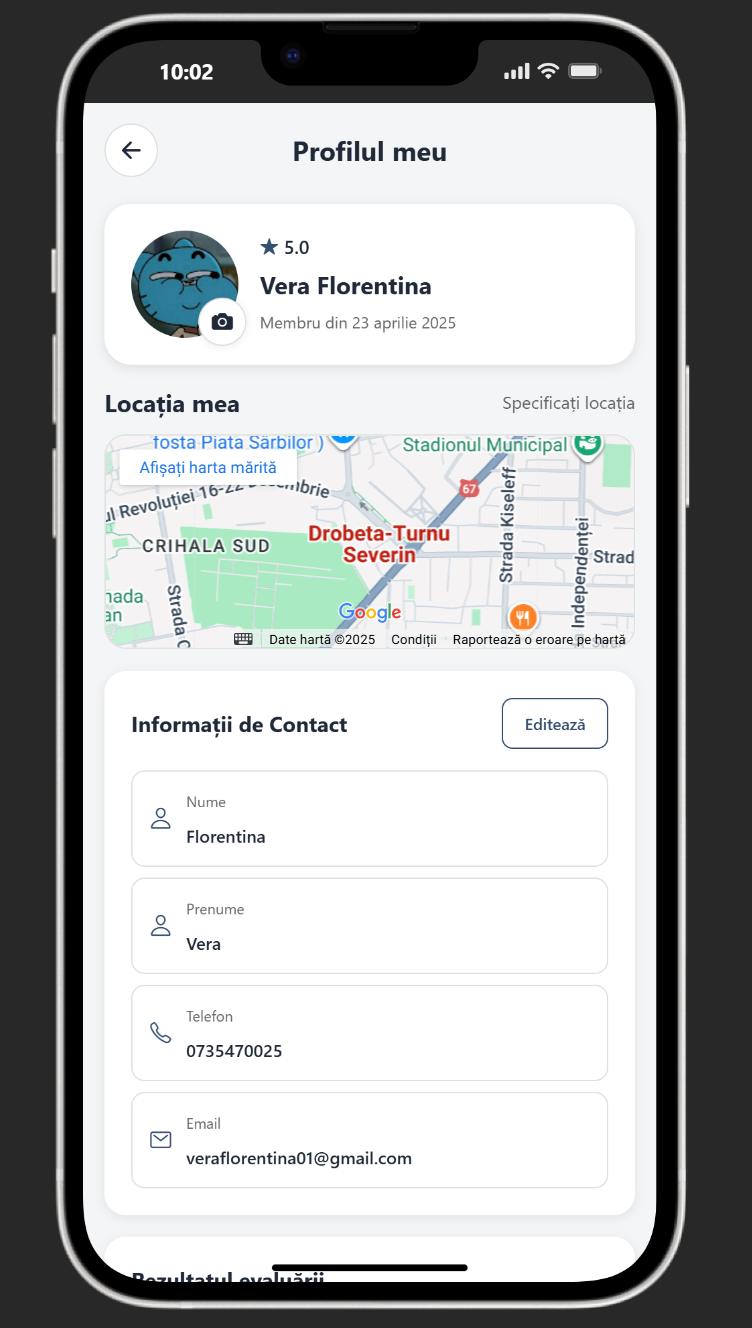 10:02
Profilul meu
5.0
Vera Florentina
Membru din 23 aprilie 2025
Locația mea
Specificați locația
fosta Piata Sârbilor )
Stadionul Municipal
Afișați harta mărită
67
ul Revoluției 16-22 Decembrie
Strada Kiseleff
CRIHALA SUD
Drobeta-Turnu
Severin
Independenței
Strad
Strada C
Google
Date hartă ©2025
Condiții
Raportează o eroare pe hartă
Informații de Contact
Editează
Nume
Florentina
Prenume
Vera
Telefon
0735470025
Email
veraflorentina01@gmail.com
Rezultatul evaluării